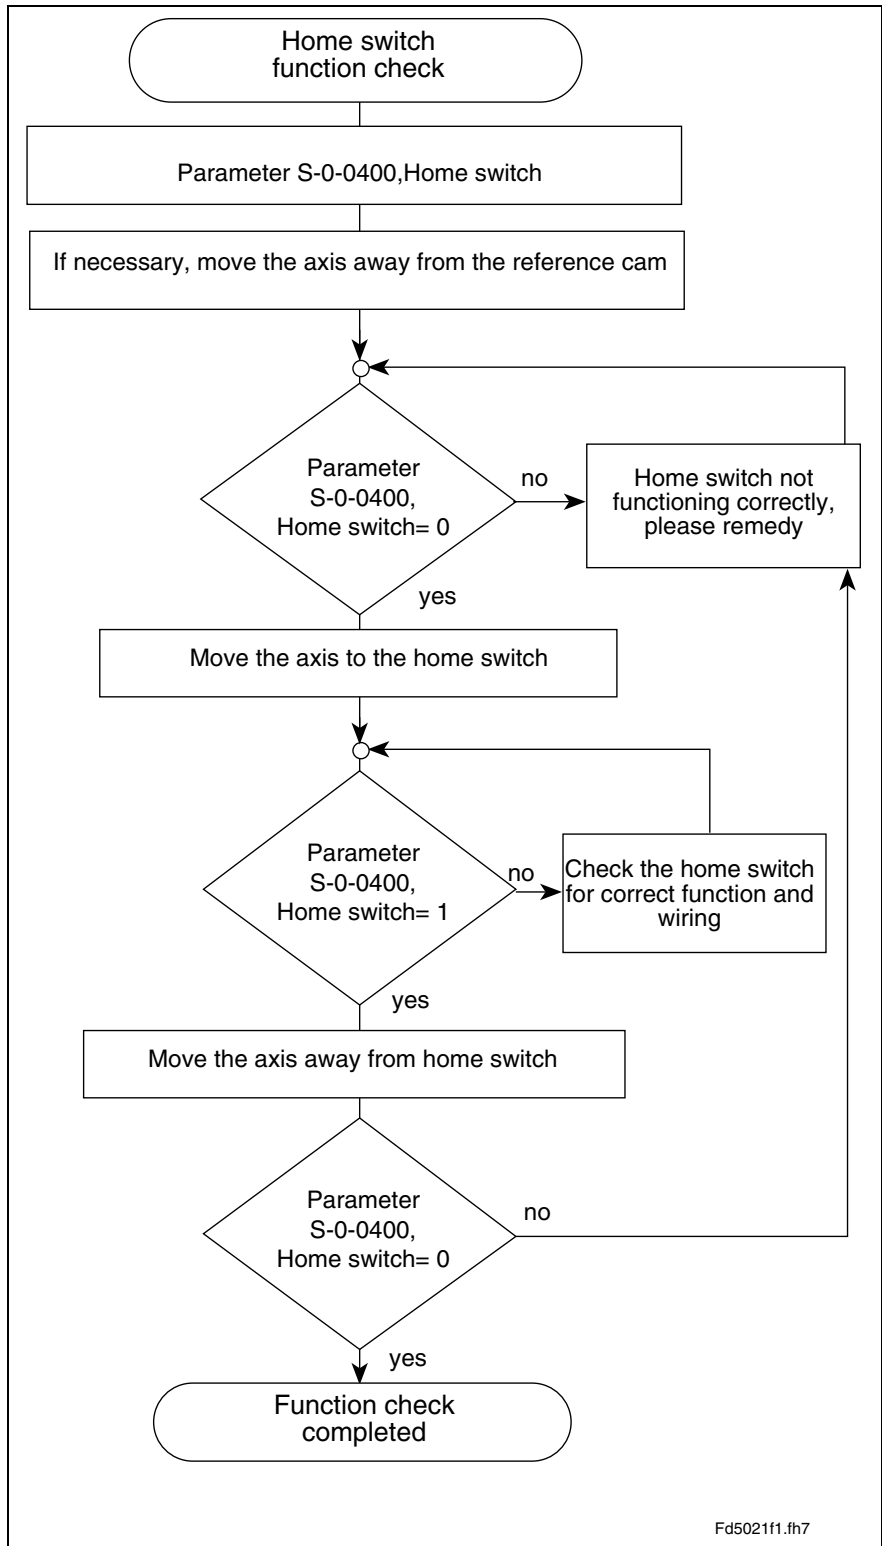 Home switch
function check
Parameter S-0-0400,Home switch
If necessary, move the axis away from the reference cam
Parameter
S-0-0400,
Home switch= 0
no
Home switch not
functioning correctly,
please remedy
yes
Move the axis to the home switch
Parameter
S-0-0400,
Home switch= 1
no
Check the home switch
for correct function and
wiring
yes
Move the axis away from home switch
Parameter
S-0-0400,
Home switch= 0
no
yes
Function check
completed
Fd5021f1.fh7